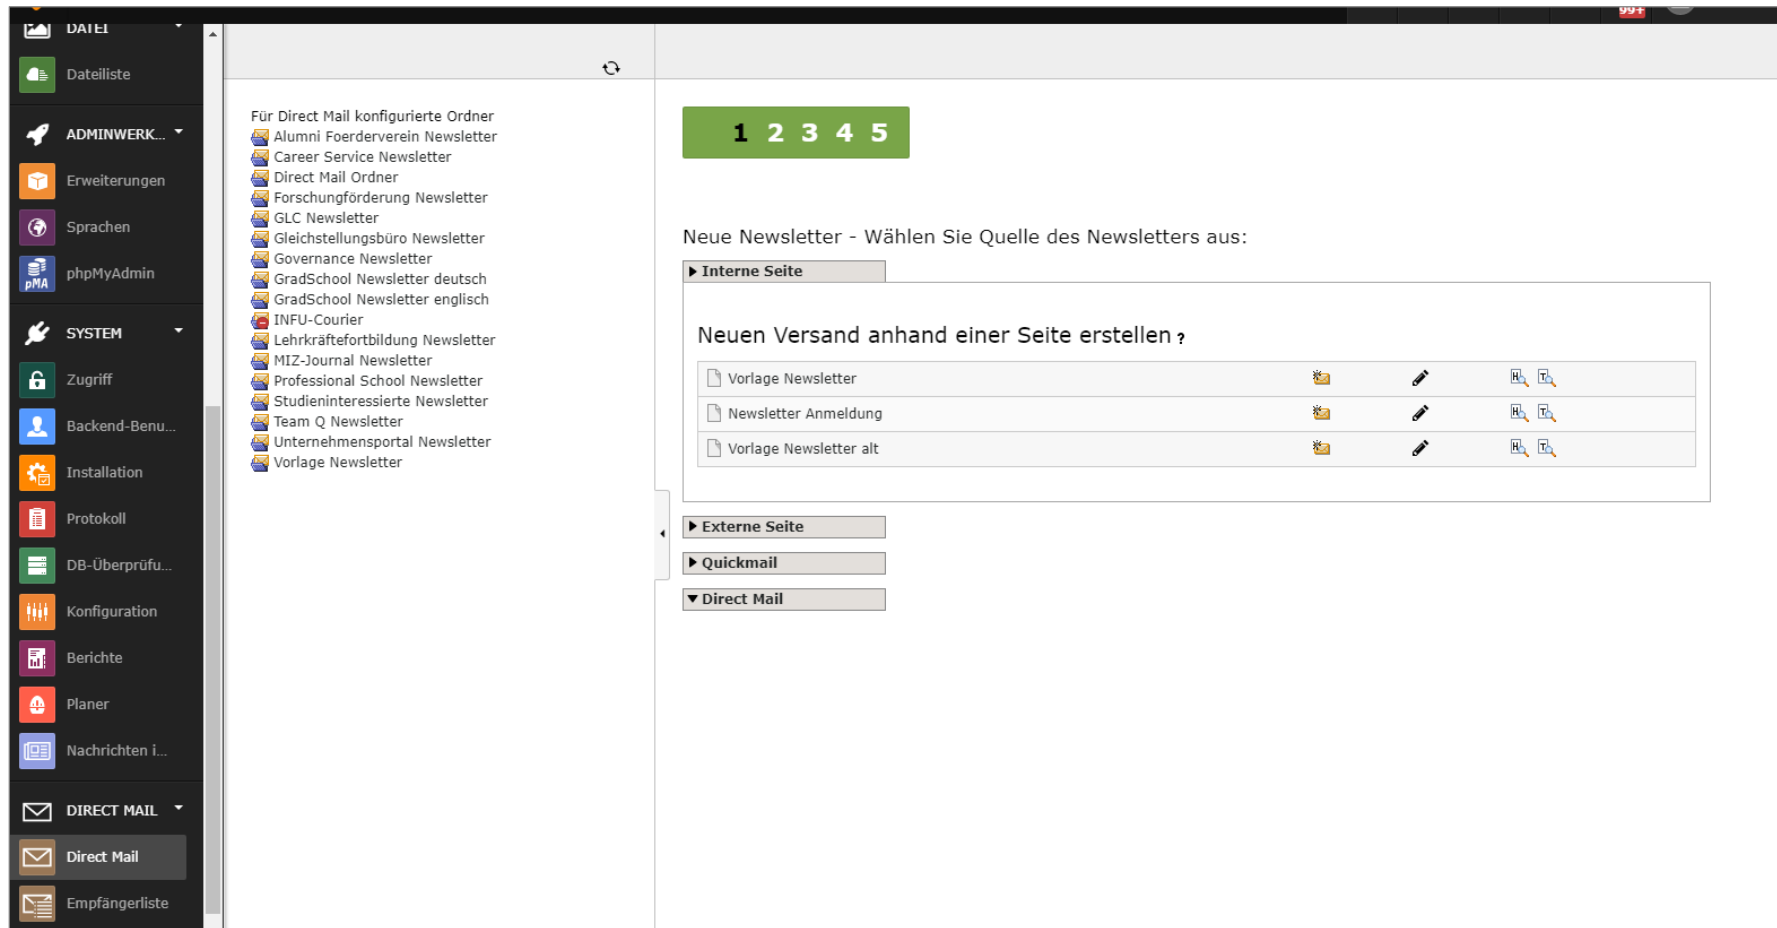 99+
DATEI
Dateiliste
ADMINWERK...
Erweiterungen
Sprachen
pMA
phpMyAdmin
SYSTEM
Zugriff
Backend-Benu...
Installation
Protokoll
DB-Überprüfu...
Konfiguration
Berichte
Planer
Nachrichten i...
DIRECT MAIL
Direct Mail
Empfängerliste
Für Direct Mail konfigurierte Ordner
Alumni Foerderverein Newsletter
Career Service Newsletter
Direct Mail Ordner
Forschungförderung Newsletter
GLC Newsletter
Gleichstellungsbüro Newsletter
Governance Newsletter
GradSchool Newsletter deutsch
GradSchool Newsletter englisch
INFU-Courier
Lehrkräftefortbildung Newsletter
MIZ-Journal Newsletter
Professional School Newsletter
Studieninteressierte Newsletter
Team Q Newsletter
Unternehmensportal Newsletter
Vorlage Newsletter
1 2 3 4 5
Neue Newsletter - Wählen Sie Quelle des Newsletters aus:
Interne Seite
Neuen Versand anhand einer Seite erstellen ?
Vorlage Newsletter H T
Newsletter Anmeldung H T
Vorlage Newsletter alt H T
Externe Seite
Quickmail
Direct Mail